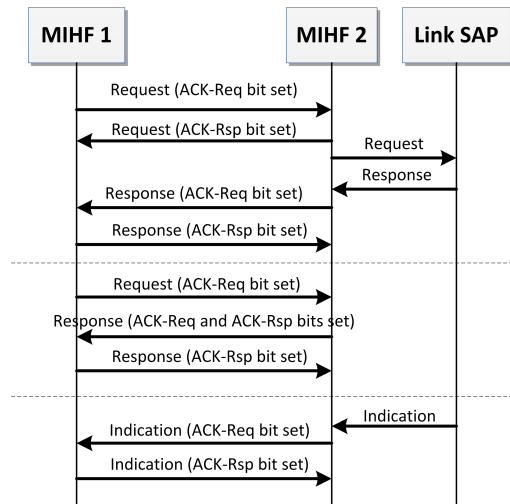 MIHF 1
MIHF 2
Link SAP
Request (ACK-Req bit set)
Request (ACK-Rsp bit set)
Request
Response
Response (ACK-Req bit set)
Response (ACK-Rsp bit set)
Request (ACK-Req bit set)
Response (ACK-Req and ACK-Rsp bits set)
Response (ACK-Rsp bit set)
Indication
Indication (ACK-Req bit set)
Indication (ACK-Rsp bit set)